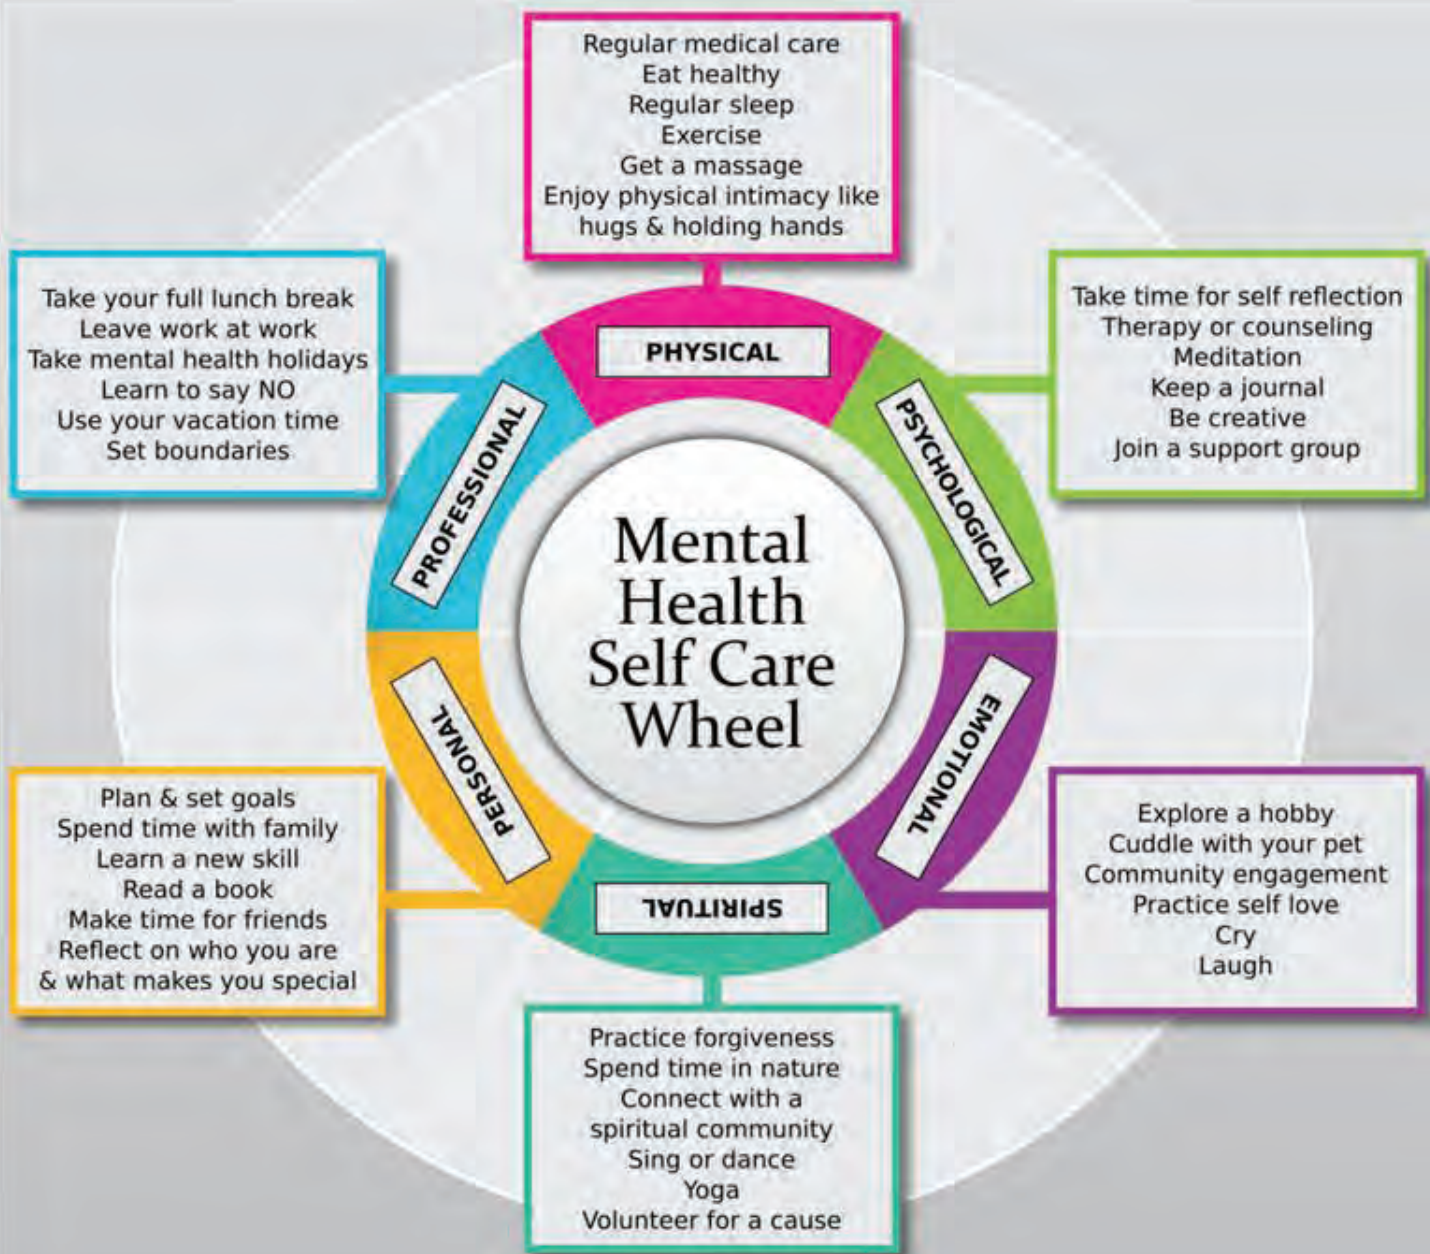 Regular medical care
Eat healthy
Regular sleep
Exercise
Get a massage
Enjoy physical intimacy like
hugs & holding hands
PHYSICAL
Take your full lunch break
Leave work at work
Take mental health holidays
Learn to say NO
Use your vacation time
Set boundaries
PROFESSIONAL
Take time for self reflection
Therapy or counseling
Meditation
Keep a journal
Be creative
Join a support group
PSYCHOLOGICAL
Mental
Health
Self Care
Wheel
PERSONAL
Plan & set goals
Spend time with family
Learn a new skill
Read a book
Make time for friends
Reflect on who you are
& what makes you special
EMOTIONAL
Explore a hobby
Cuddle with your pet
Community engagement
Practice self love
Cry
Laugh
SPIRITUAL
Practice forgiveness
Spend time in nature
Connect with a
spiritual community
Sing or dance
Yoga
Volunteer for a cause